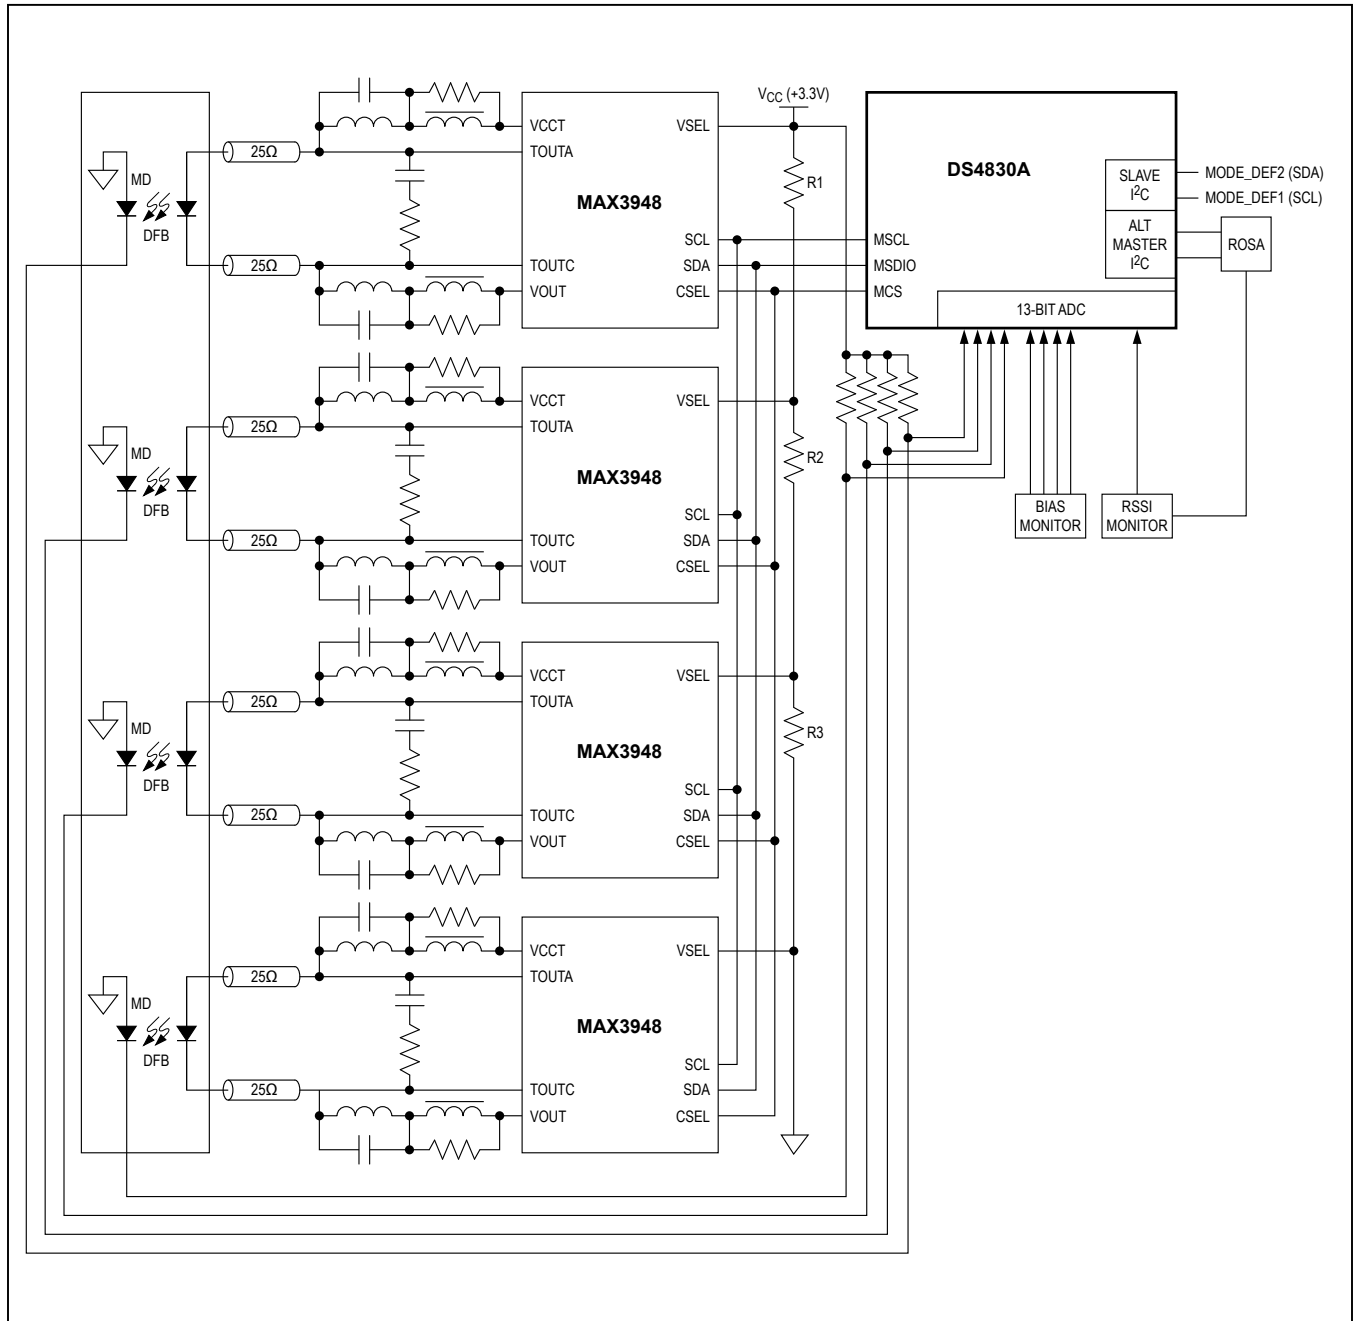 VCC (+3.3V)
VCCT
VSEL
25Ω
TOUTA
DS4830A
MD
SLAVE
I2C
MODE_DEF2 (SDA)
R1
MODE_DEF1 (SCL)
MAX3948
DFB
ALT
MASTER
I2C
ROSA
SCL
MSCL
25Ω
TOUTC
SDA
MSDIO
VOUT
CSEL
MCS
13-BIT ADC
VCCT
VSEL
25Ω
TOUTA
MD
R2
MAX3948
DFB
SCL
BIAS
MONITOR
RSSI
MONITOR
25Ω
TOUTC
SDA
VOUT
CSEL
VCCT
VSEL
25Ω
TOUTA
MD
R3
MAX3948
DFB
SCL
25Ω
TOUTC
SDA
VOUT
CSEL
VCCT
VSEL
25Ω
TOUTA
MD
MAX3948
DFB
SCL
25Ω
TOUTC
SDA
VOUT
CSEL